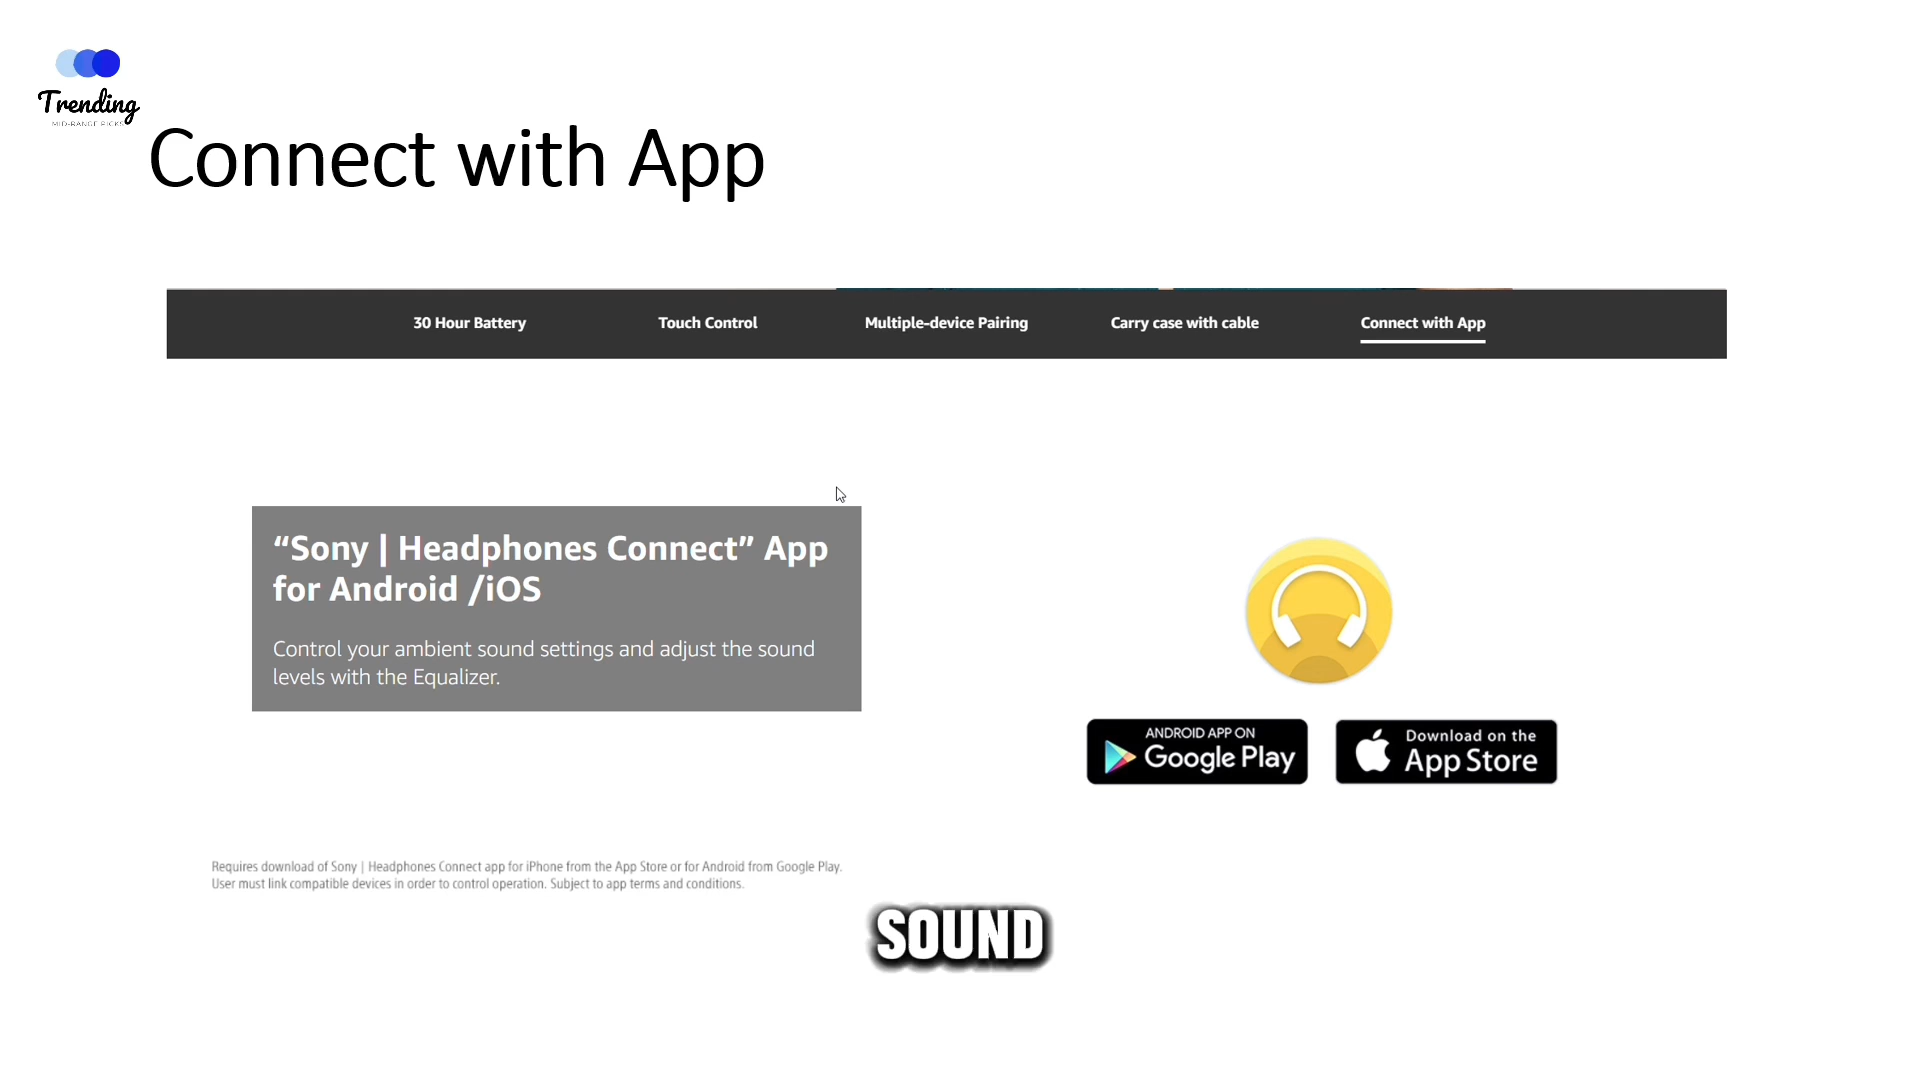 Trending
MID-RANGE PICKS
Connect with App
30 Hour Battery Touch Control Multiple-device Pairing Carry case with cable Connect with App
“Sony | Headphones Connect” App
for Android /iOS
Control your ambient sound settings and adjust the sound
levels with the Equalizer.
ANDROID APP ON
Google Play
Download on the
App Store
Requires download of Sony | Headphones Connect app for iPhone from the App Store or for Android from Google Play.
User must link compatible devices in order to control operation. Subject to app terms and conditions.
SOUND